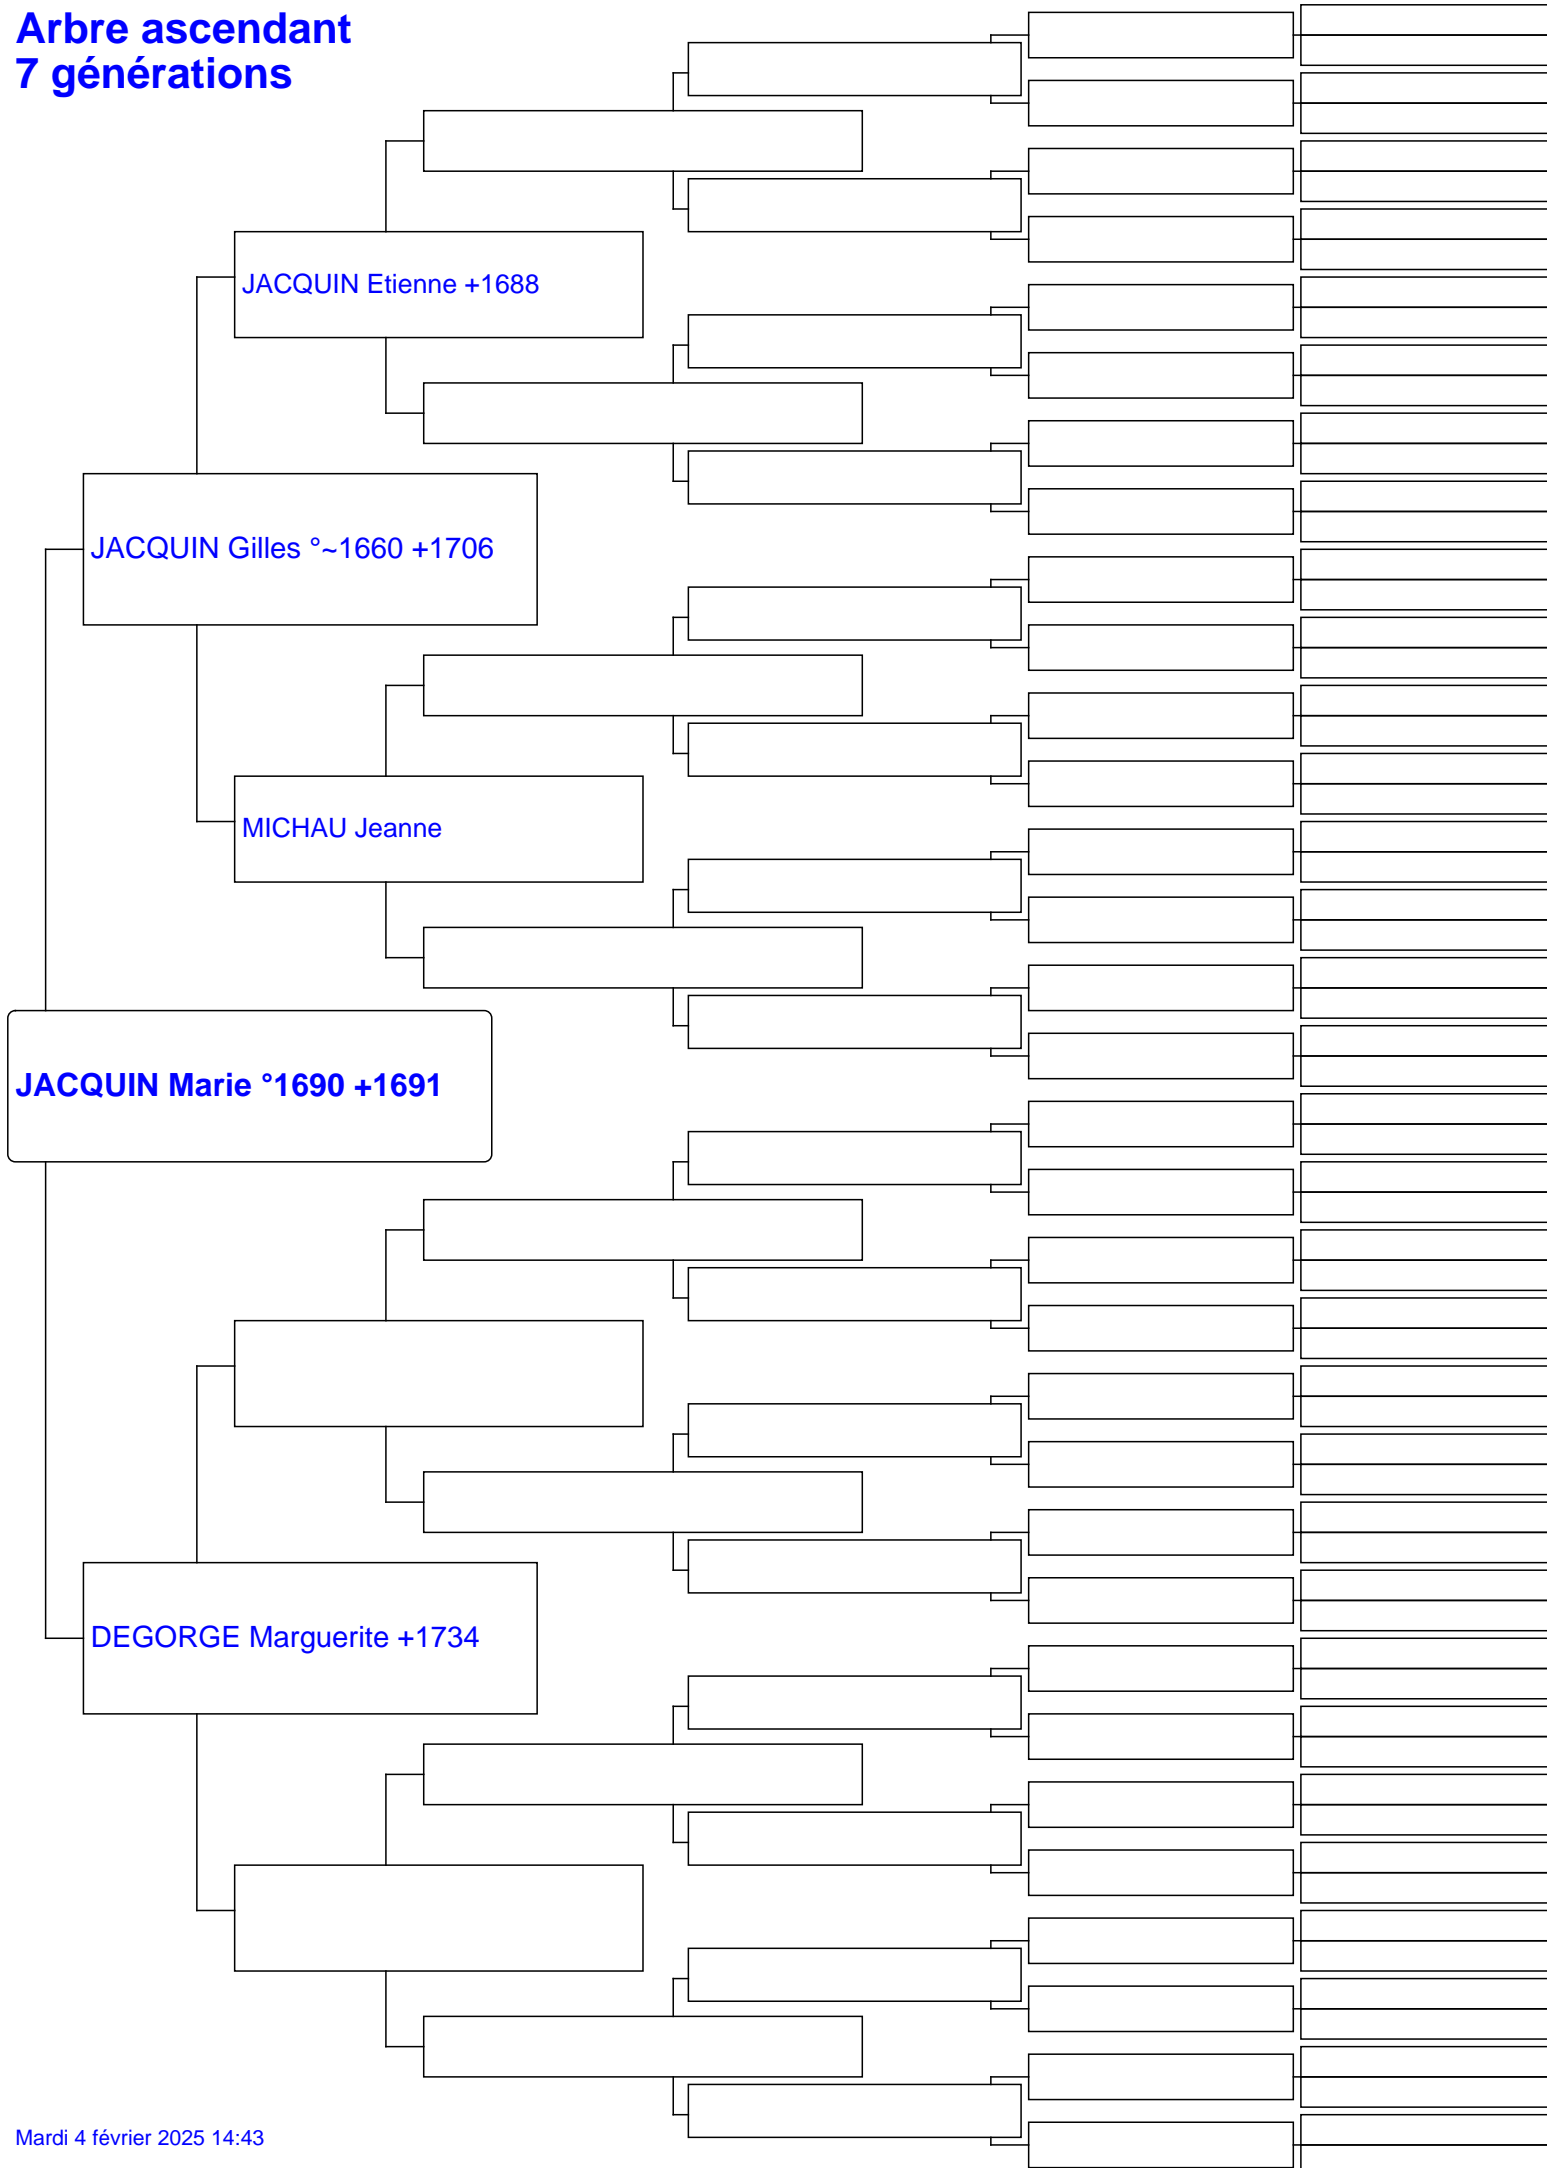 Arbre ascendant
7 générations
JACQUIN Etienne +1688
JACQUIN Gilles °~1660 +1706
MICHAU Jeanne
JACQUIN Marie °1690 +1691
DEGORGE Marguerite +1734
Mardi 4 février 2025 14:43